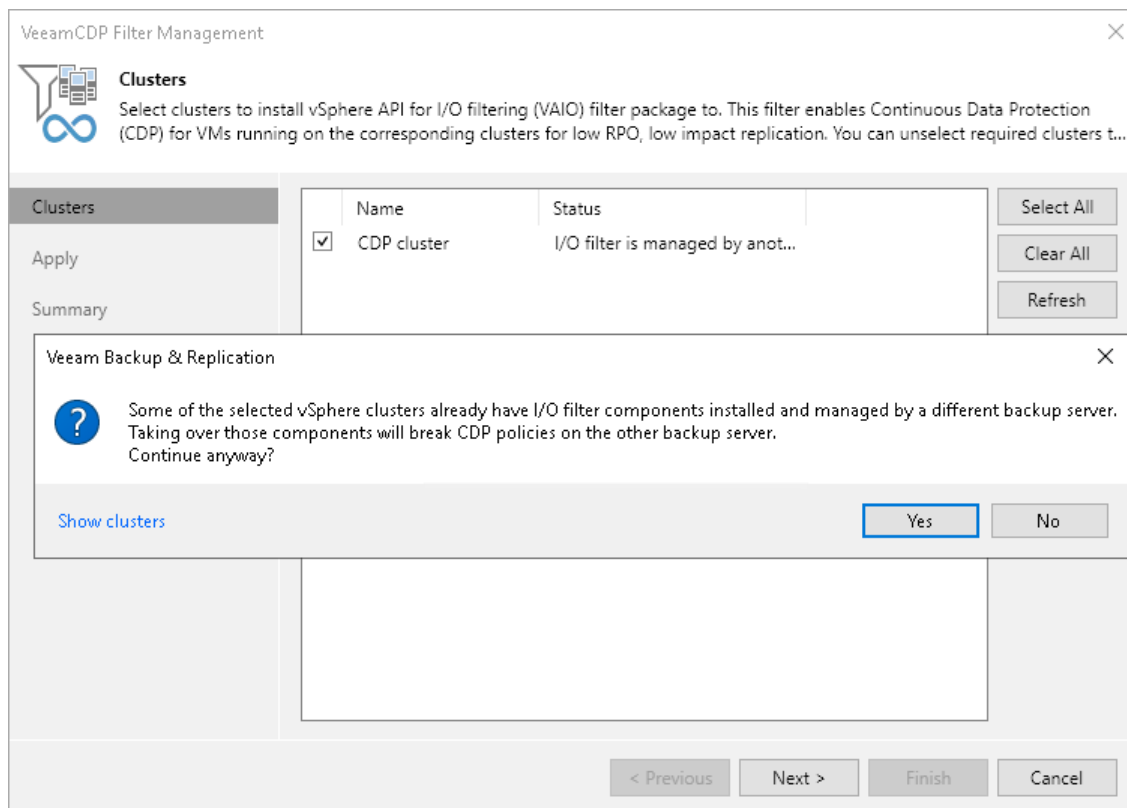 VeeamCDP Filter Management
Clusters
Select clusters to install vSphere API for I/O filtering (VAIO) filter package to. This filter enables Continuous Data Protection
(CDP) for VMs running on the corresponding clusters for low RPO, low impact replication. You can unselect required clusters t...
Clusters
Apply
Summary
Name Status
CDP cluster I/O filter is managed by anot...
Select All
Clear All
Refresh
Veeam Backup & Replication
Some of the selected vSphere clusters already have I/O filter components installed and managed by a different backup server.
Taking over those components will break CDP policies on the other backup server.
Continue anyway?
Show clusters
Yes
No
< Previous
Next >
Finish
Cancel